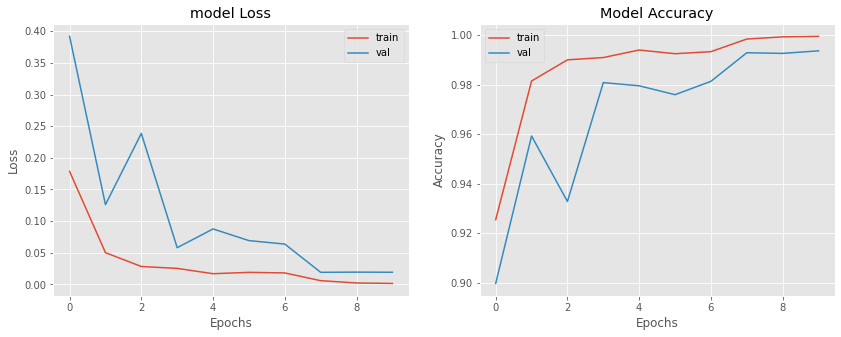 model Loss
train
val
0.40
0.35
0.30
0.25
0.20
0.15
0.10
0.05
0.00
Loss
0 2 4 6 8
Epochs
Model Accuracy
train
val
1.00
0.98
0.96
0.94
0.92
0.90
Accuracy
0 2 4 6 8
Epochs